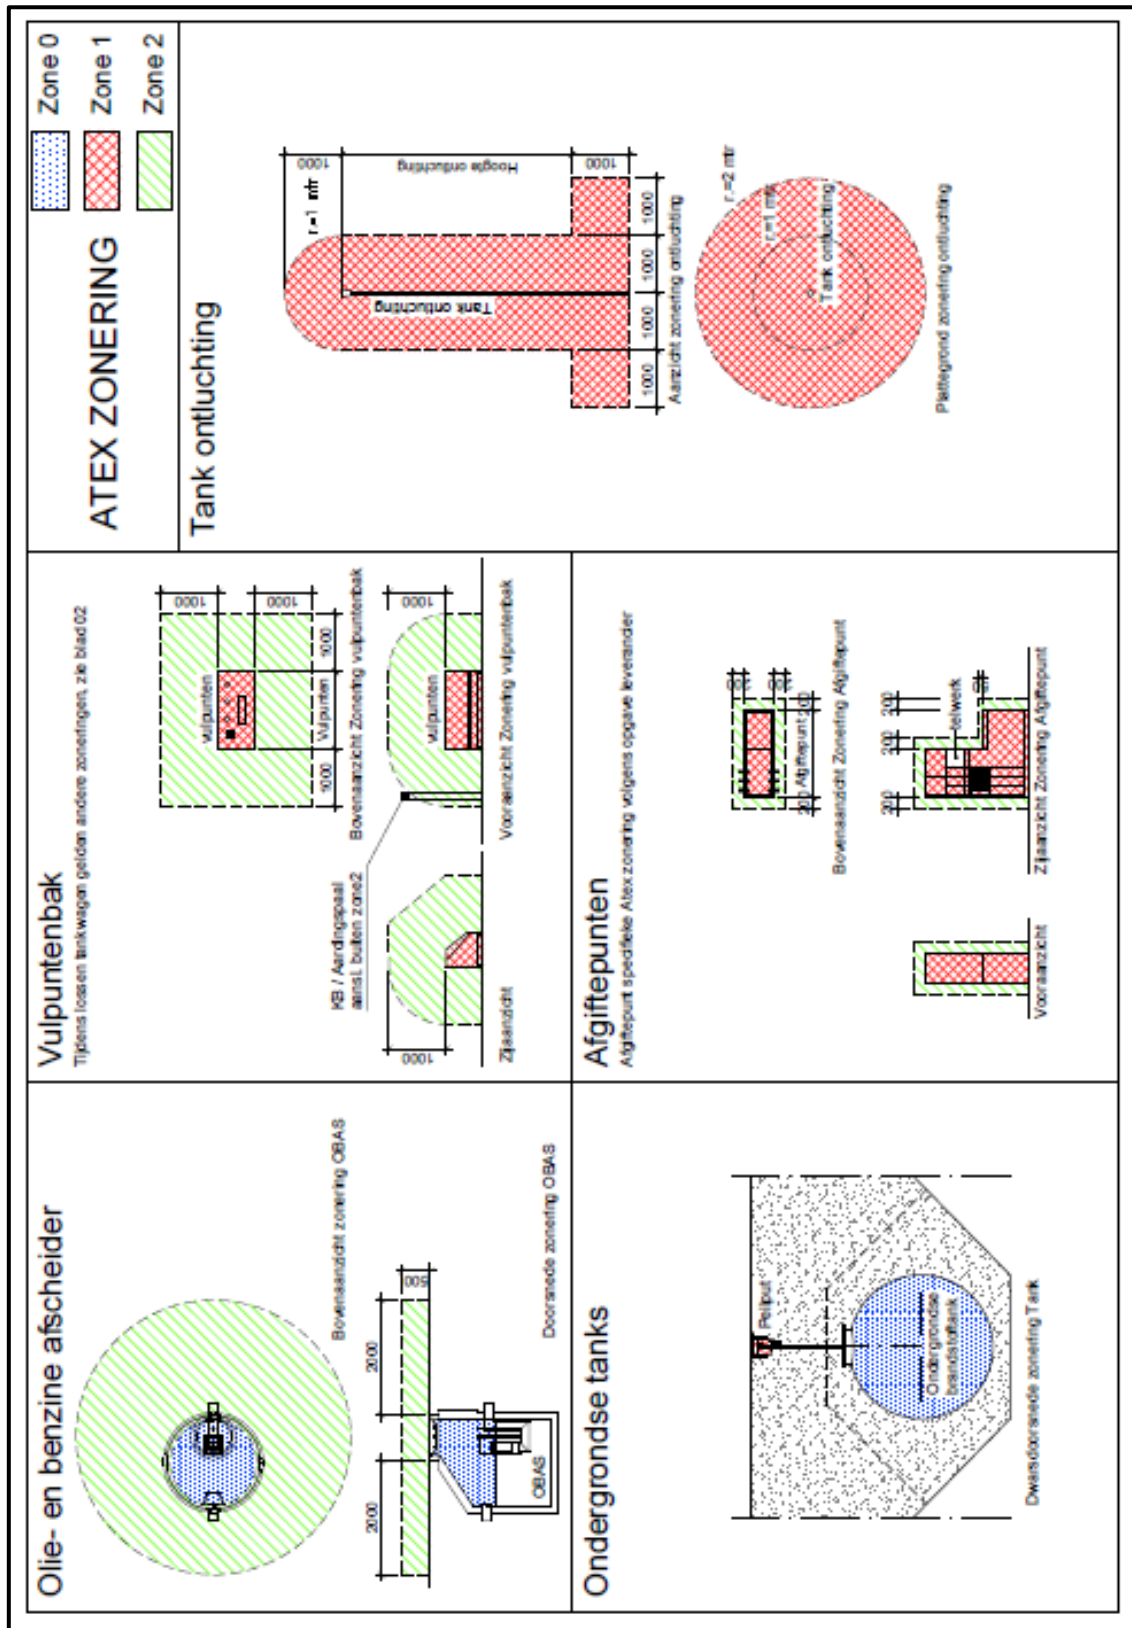 Olie- en benzine afscheider
Bovenaanzicht zonering OBAS
2000
2000
500
OBAS
Doorsnede zonering OBAS
Vulpuntenbak
Tijdens lossen tankwagen gelden andere zoneringen, zie blad 02
vulpunten
1000
1000
1000
Vulpunten
1000
Bovenaanzicht Zonering vulpuntenbak
KB / Aardingspaal
aansl. buiten zone2
1000
Zijaanzicht
vulpunten
1000
Vooraanzicht Zonering vulpuntenbak
ATEX ZONERING
Zone 0
Zone 1
Zone 2
Tank ontluchting
r.=1 mtr
1000
Hoogte ontluchting
1000
Tank ontluchting
1000
1000
1000
1000
Aanzicht zonering ontluchting
r.=2 mtr
r.=1 mtr
Tank ontluchting
Plattegrond zonering ontluchting
Ondergrondse tanks
Peilput
Ondergrondse
brandstoftank
Dwarsdoorsnede zonering Tank
Afgiftepunten
Afgiftepunt specifieke Atex zonering volgens opgave leverancier
200
Afgiftepunt
200
Bovenaanzicht Zonering Afgiftepunt
Vooraanzicht
200
200
200
telwerk
Zijaanzicht Zonering Afgiftepunt